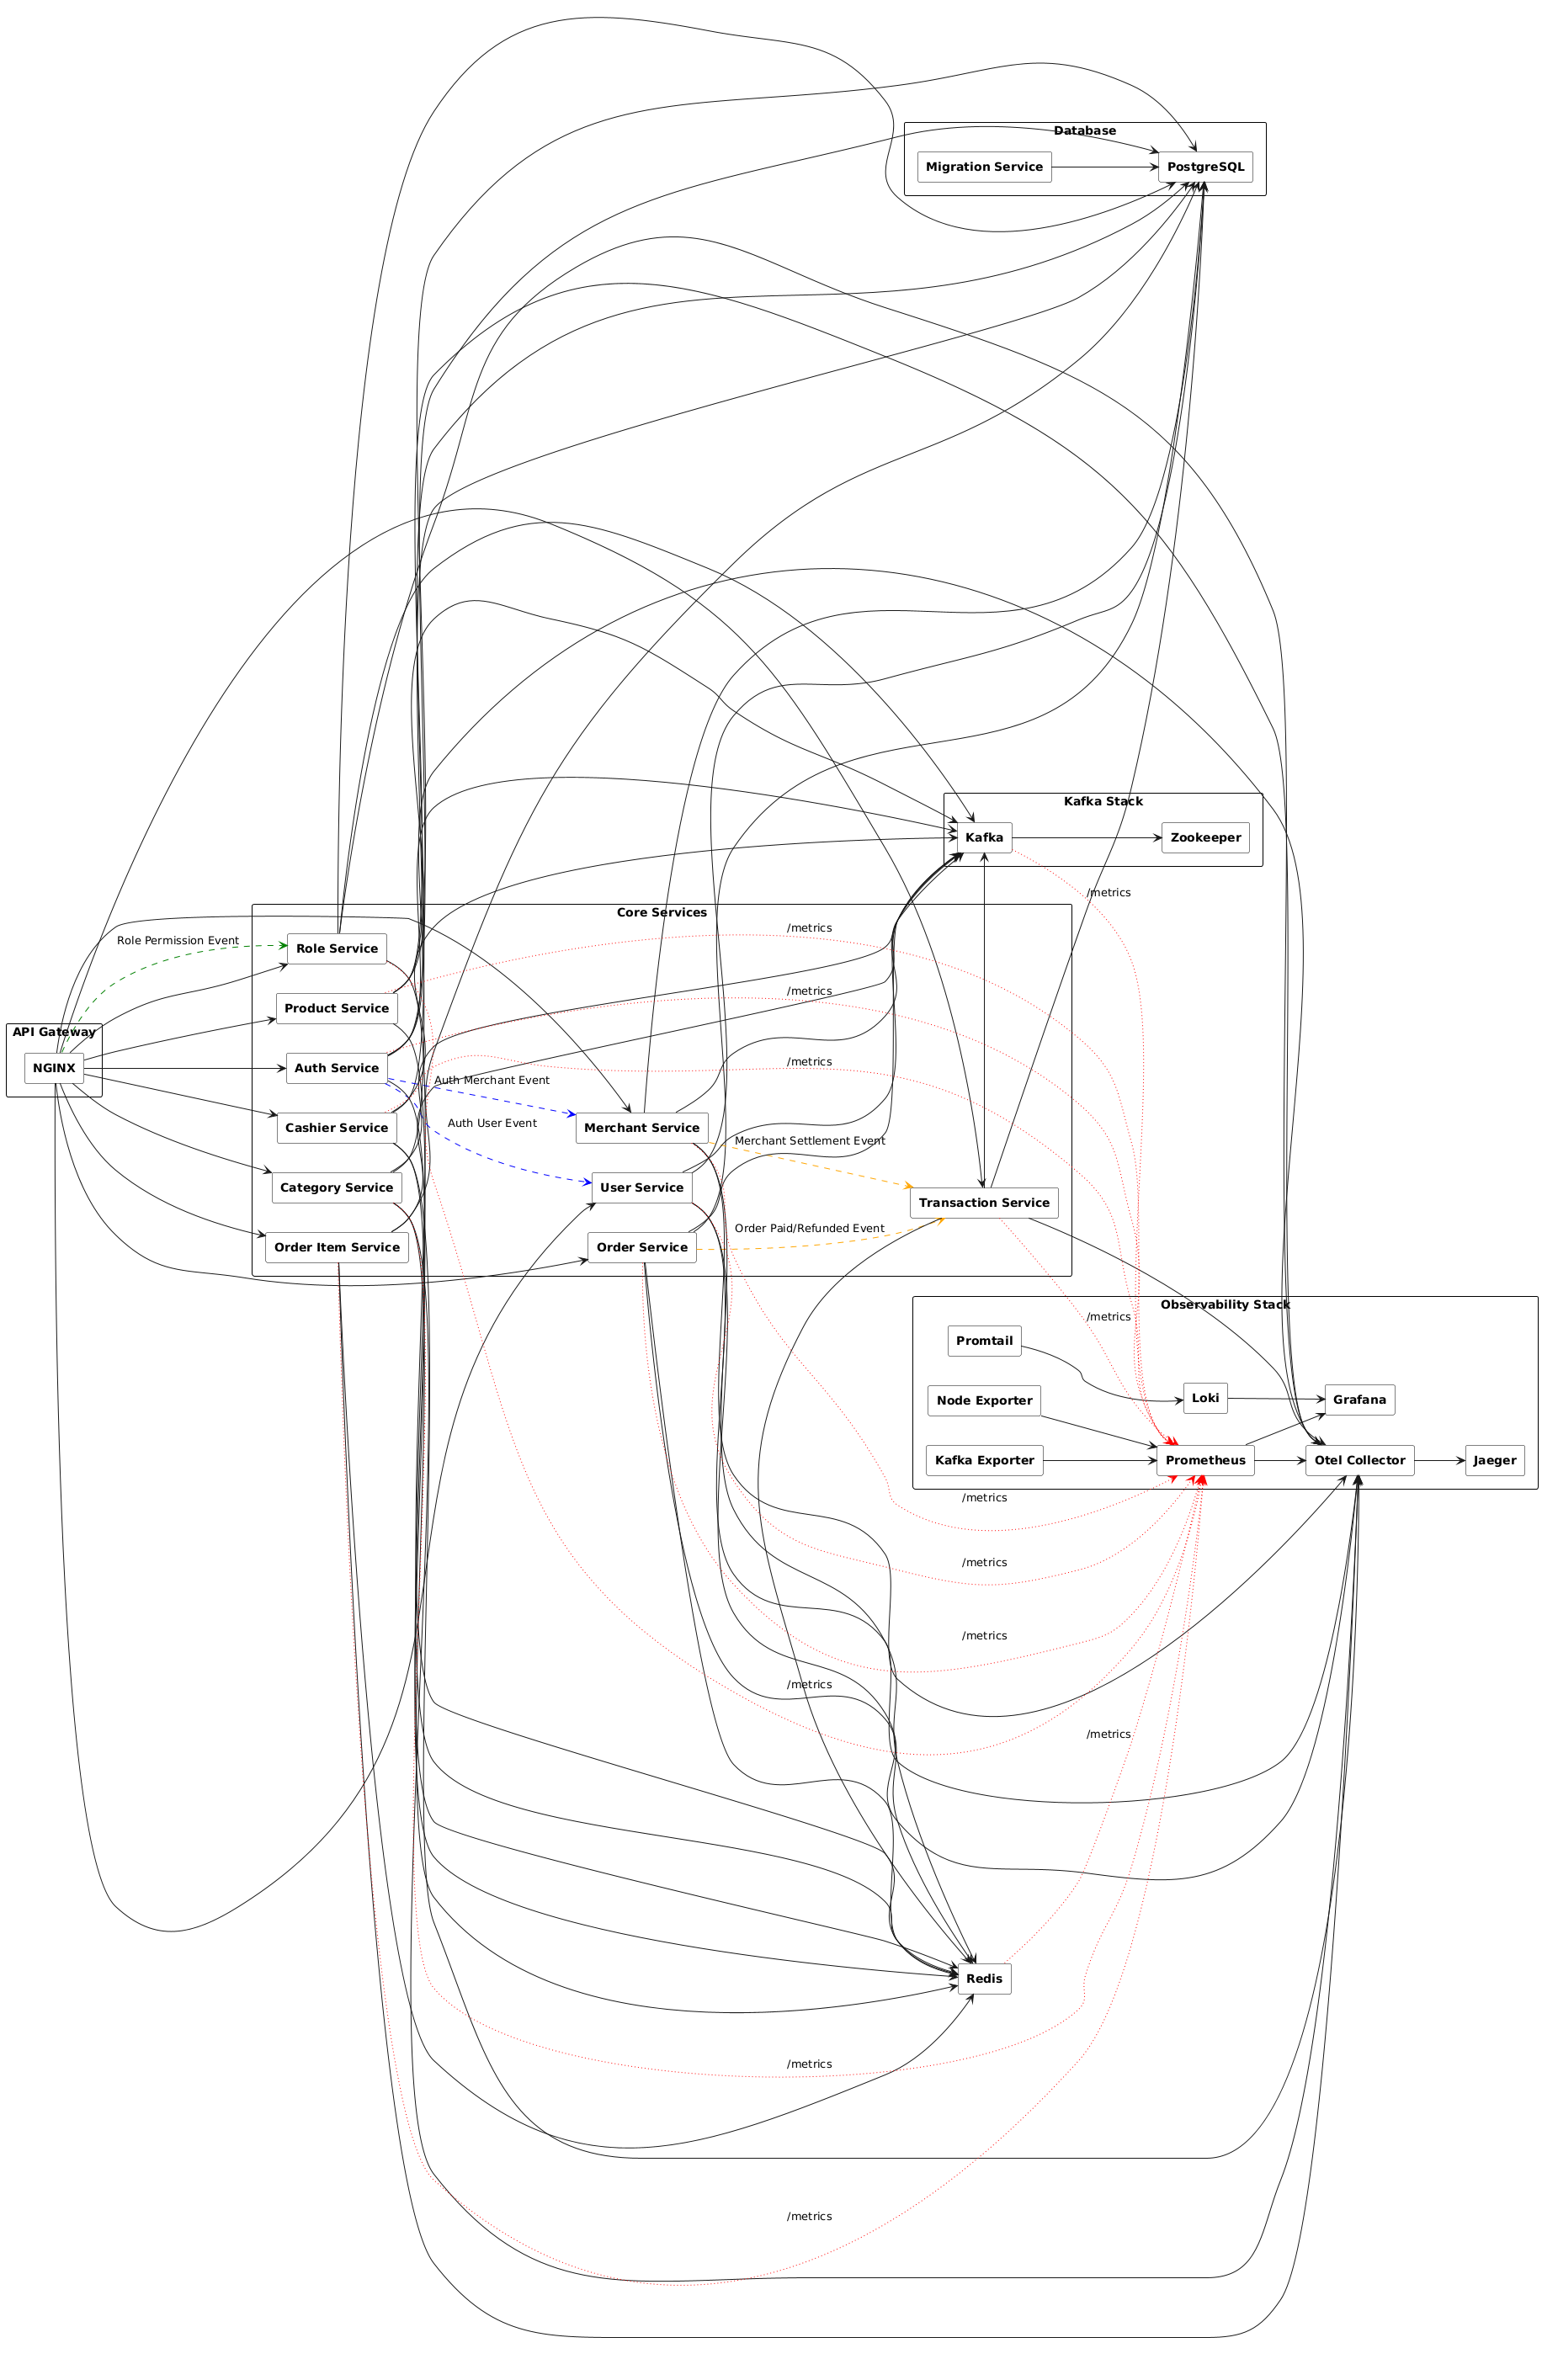 Database
Migration Service
PostgreSQL
Kafka Stack
Kafka
Zookeeper
/metrics
Core Services
/metrics
Role Permission Event
Role Service
/metrics
Product Service
API Gateway
NGINX
Auth Service
/metrics
Auth Merchant Event
Auth User Event
Cashier Service
Merchant Service
Merchant Settlement Event
Category Service
User Service
Transaction Service
Order Item Service
Order Service
Order Paid/Refunded Event
Observability Stack
/metrics
Promtail
Node Exporter
Loki
Grafana
Kafka Exporter
Prometheus
Otel Collector
Jaeger
/metrics
/metrics
/metrics
/metrics
/metrics
Redis
/metrics
/metrics